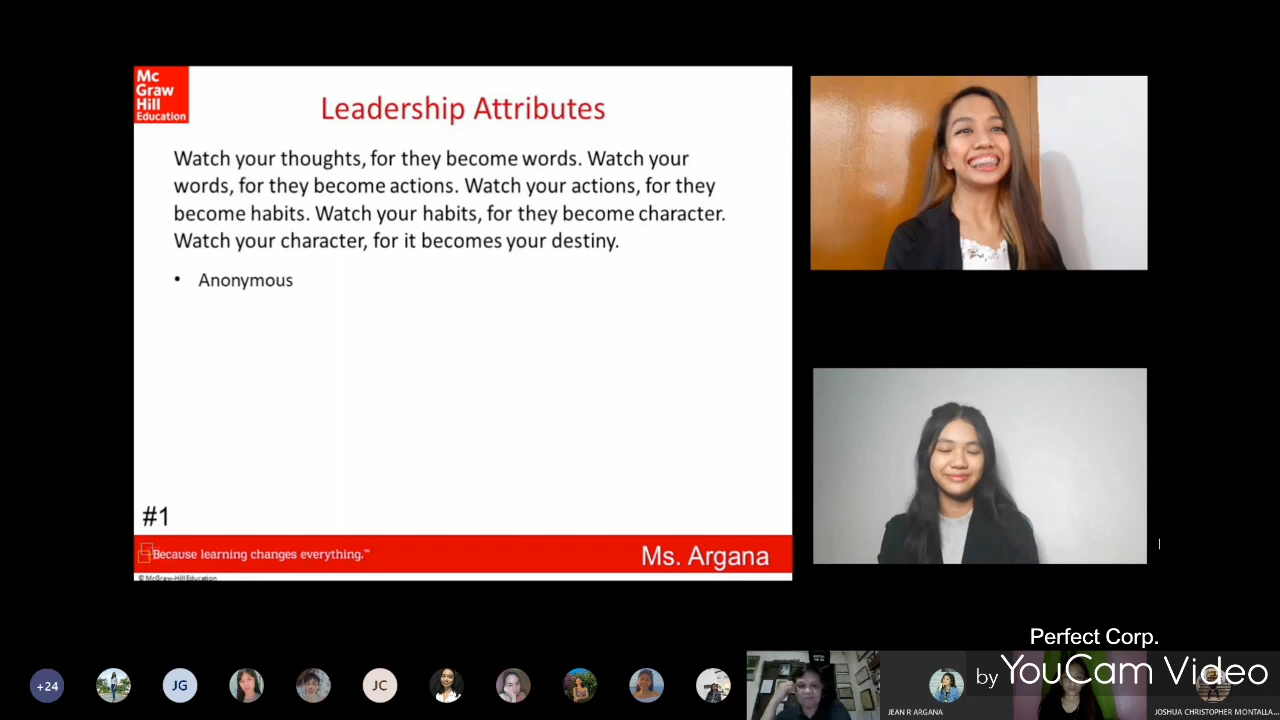 Mc
Graw
Hill
Education
Leadership Attributes
Watch your thoughts, for they become words. Watch your
words, for they become actions. Watch your actions, for they
become habits. Watch your habits, for they become character.
Watch your character, for it becomes your destiny.
• Anonymous
#1
Because learning changes everything.™
Ms. Argana
© McGraw-Hill Education
Perfect Corp.
by YouCam Video
+24
JG
JC
JEAN R ARGANA
JOSHUA CHRISTOPHER MONTALLA...